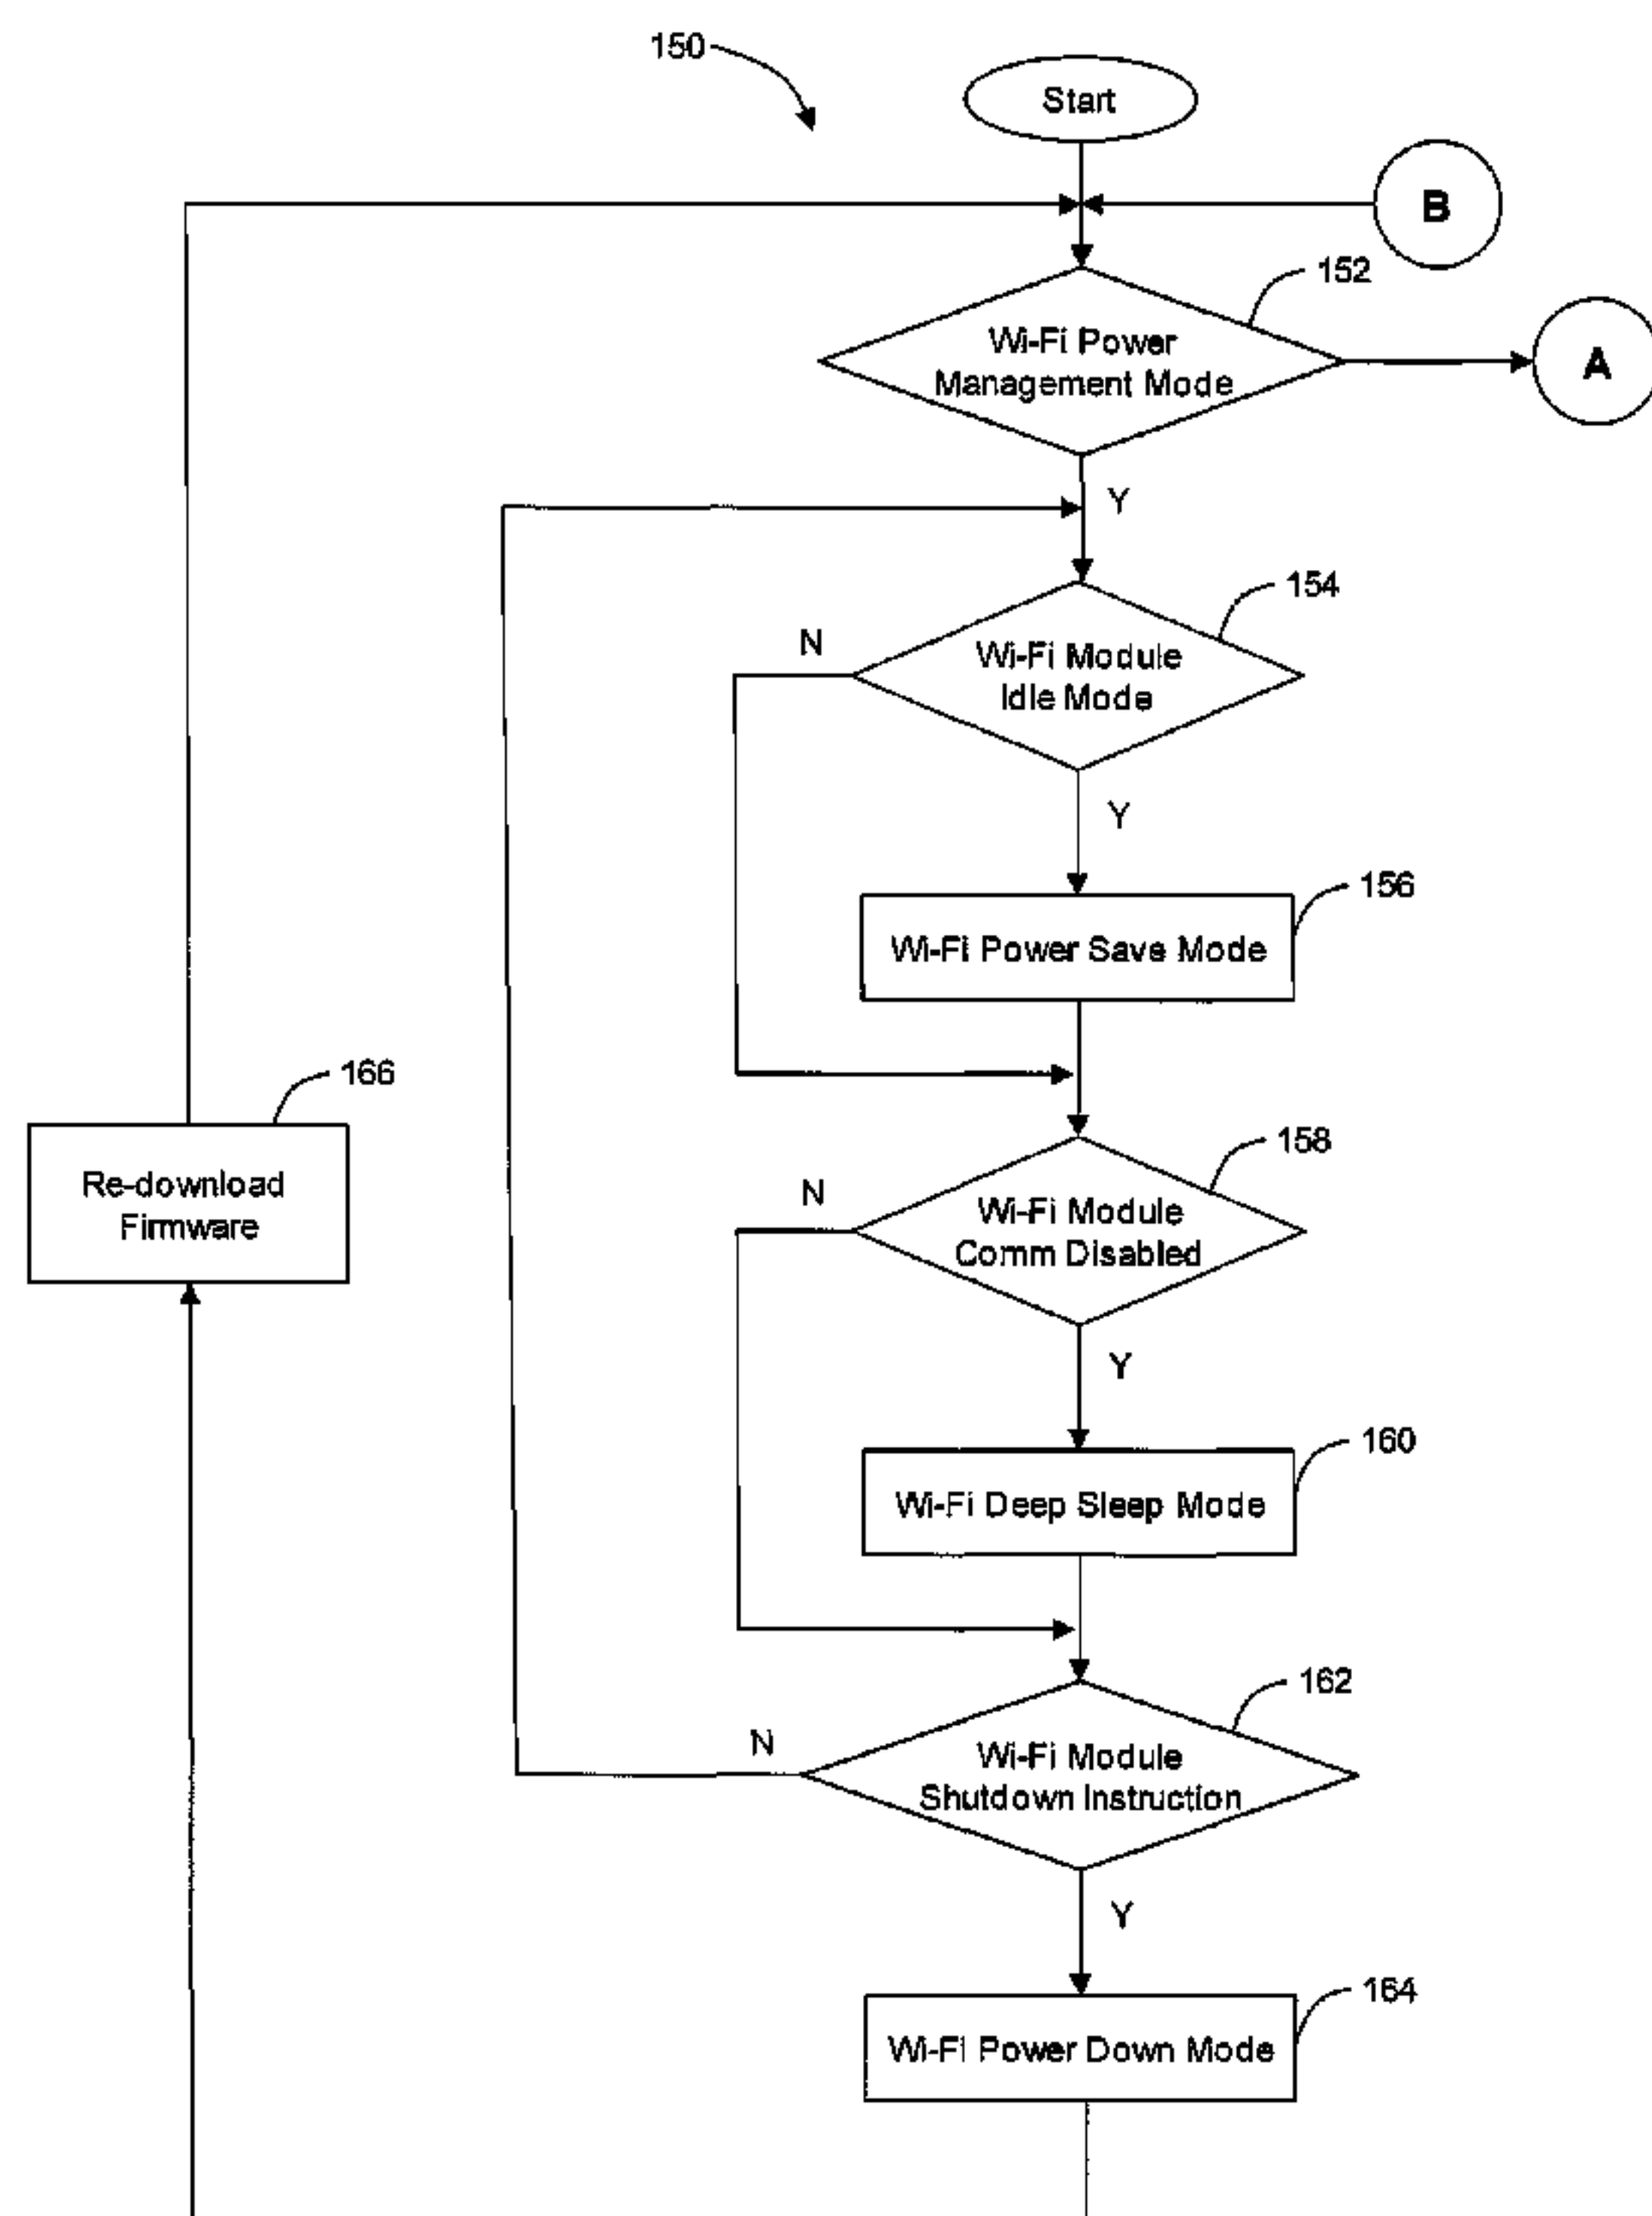 150
Start
B
152
Wi-Fi Power
Management Mode
A
Y
154
N
Wi-Fi Module
Idle Mode
Y
156
Wi-Fi Power Save Mode
166
Re-download
Firmware
158
N
Wi-Fi Module
Comm Disabled
Y
160
Wi-Fi Deep Sleep Mode
162
N
Wi-Fi Module
Shutdown Instruction
Y
164
Wi-Fi Power Down Mode